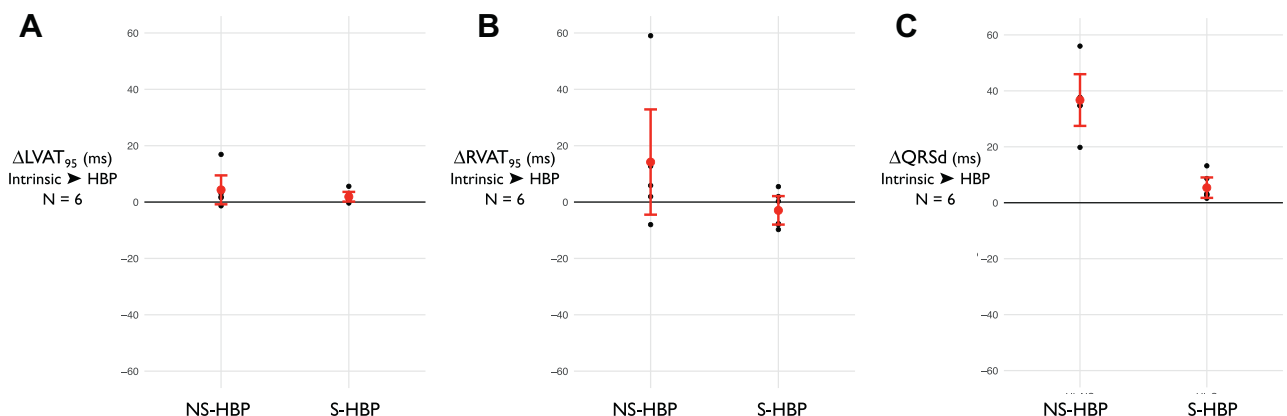 A
60
40
20
0
−20
−40
−60
ΔLVAT₉₅ (ms)
Intrinsic ➤ HBP
N = 6
NS-HBP S-HBP
B
60
40
20
0
−20
−40
−60
ΔRVAT₉₅ (ms)
Intrinsic ➤ HBP
N = 6
NS-HBP S-HBP
C
60
40
20
0
−20
−40
−60
ΔQRSd (ms)
Intrinsic ➤ HBP
N = 6
NS-HBP S-HBP